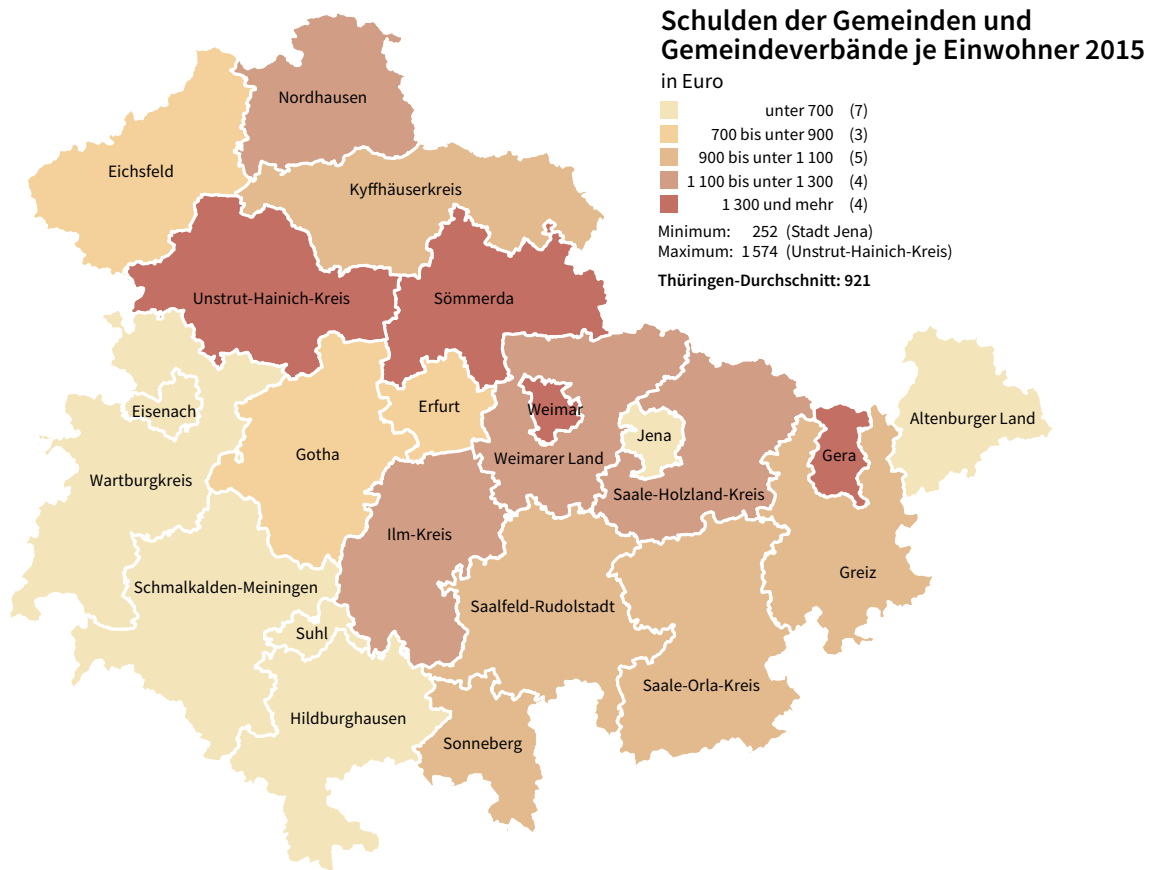 Schulden der Gemeinden und
Gemeindeverbände je Einwohner 2015
in Euro
unter 700 (7)
700 bis unter 900 (3)
900 bis unter 1 100 (5)
1 100 bis unter 1 300 (4)
1 300 und mehr (4)
Minimum: 252 (Stadt Jena)
Maximum: 1 574 (Unstrut-Hainich-Kreis)
Thüringen-Durchschnitt: 921
Nordhausen
Eichsfeld
Kyffhäuserkreis
Unstrut-Hainich-Kreis
Sömmerda
Eisenach
Erfurt
Weimar
Altenburger Land
Jena
Gotha
Weimarer Land
Gera
Wartburgkreis
Saale-Holzland-Kreis
Ilm-Kreis
Greiz
Schmalkalden-Meiningen
Saalfeld-Rudolstadt
Suhl
Saale-Orla-Kreis
Hildburghausen
Sonneberg